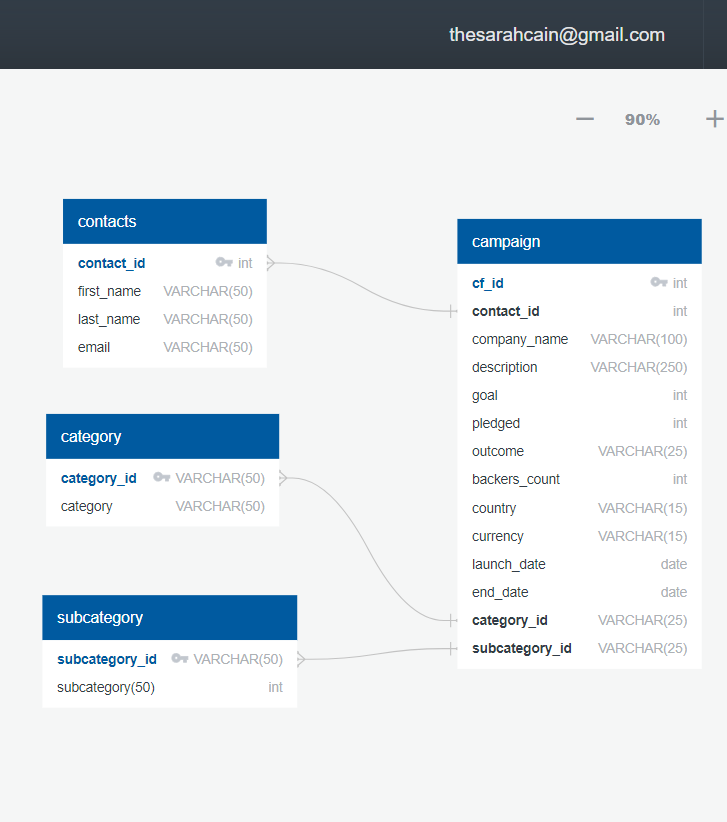 thesarahcain@gmail.com
90%
contacts
contact_id int
first_name VARCHAR(50)
last_name VARCHAR(50)
email VARCHAR(50)
category
category_id VARCHAR(50)
category VARCHAR(50)
subcategory
subcategory_id VARCHAR(50)
subcategory(50) int
campaign
cf_id int
contact_id int
company_name VARCHAR(100)
description VARCHAR(250)
goal int
pledged int
outcome VARCHAR(25)
backers_count int
country VARCHAR(15)
currency VARCHAR(15)
launch_date date
end_date date
category_id VARCHAR(25)
subcategory_id VARCHAR(25)